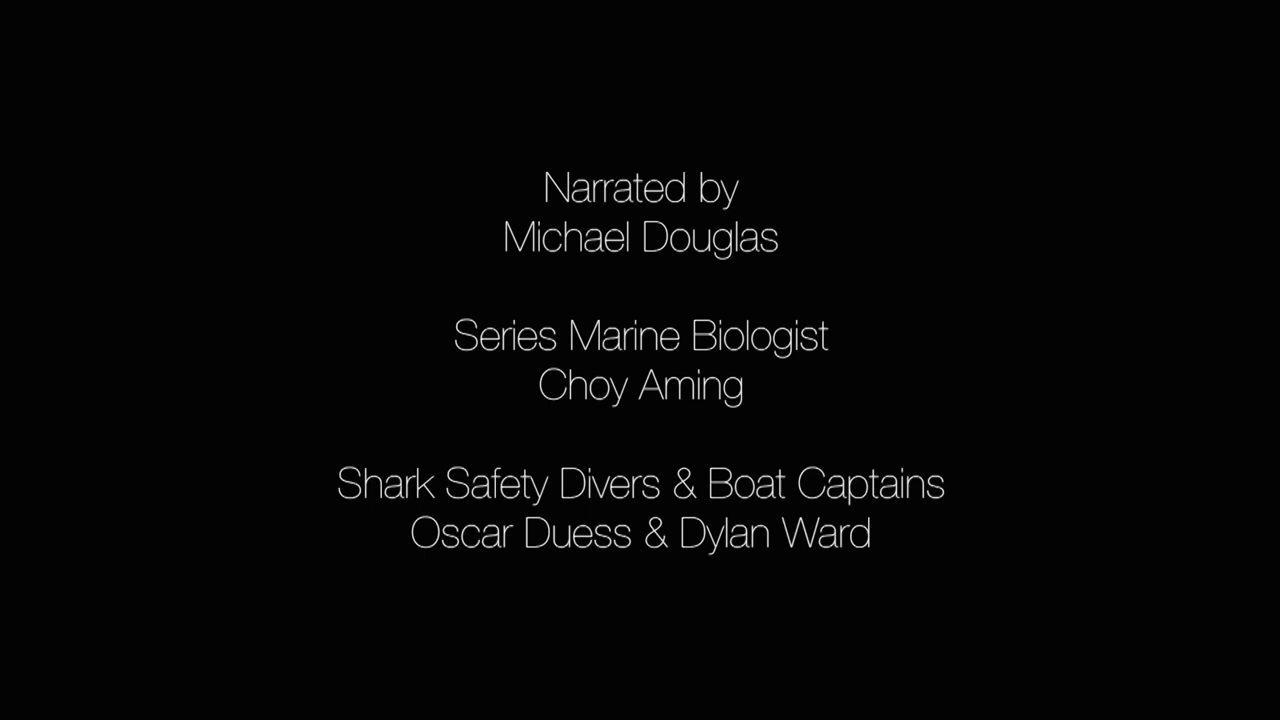 Narrated by
Michael Douglas
Series Marine Biologist
Choy Aming
Shark Safety Divers & Boat Captains
Oscar Duess & Dylan Ward